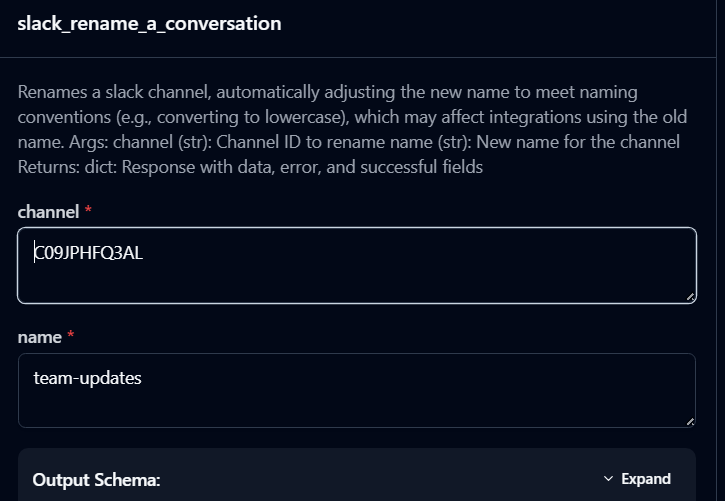 slack_rename_a_conversation
Renames a slack channel, automatically adjusting the new name to meet naming
conventions (e.g., converting to lowercase), which may affect integrations using the old
name. Args: channel (str): Channel ID to rename name (str): New name for the channel
Returns: dict: Response with data, error, and successful fields
channel *
C09JPHFQ3AL
name *
team-updates
Output Schema: Expand